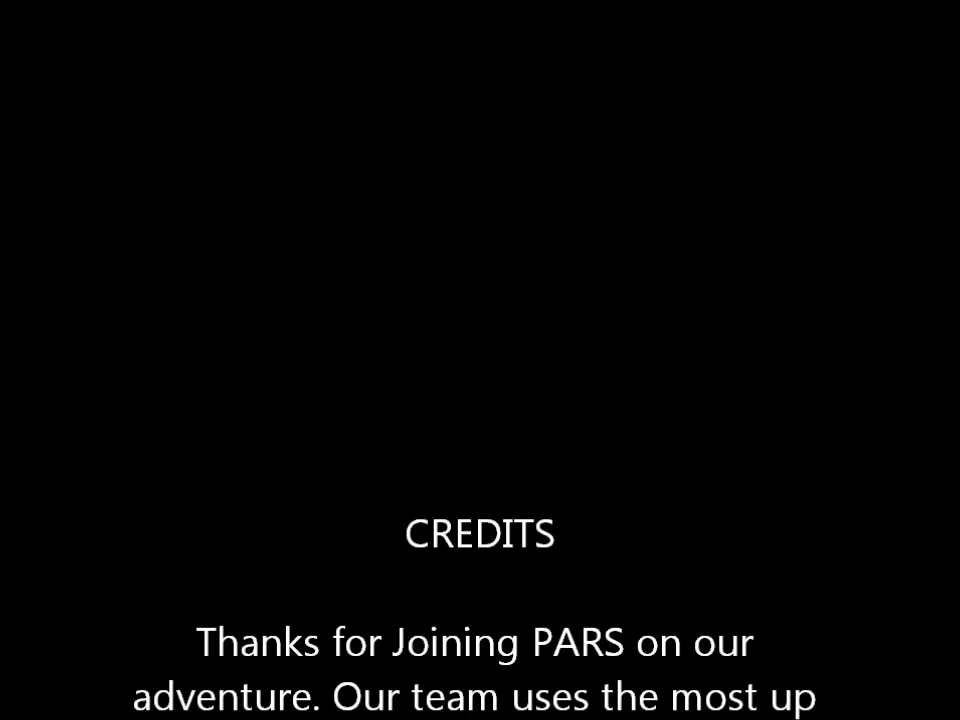 CREDITS
Thanks for Joining PARS on our
adventure. Our team uses the most up